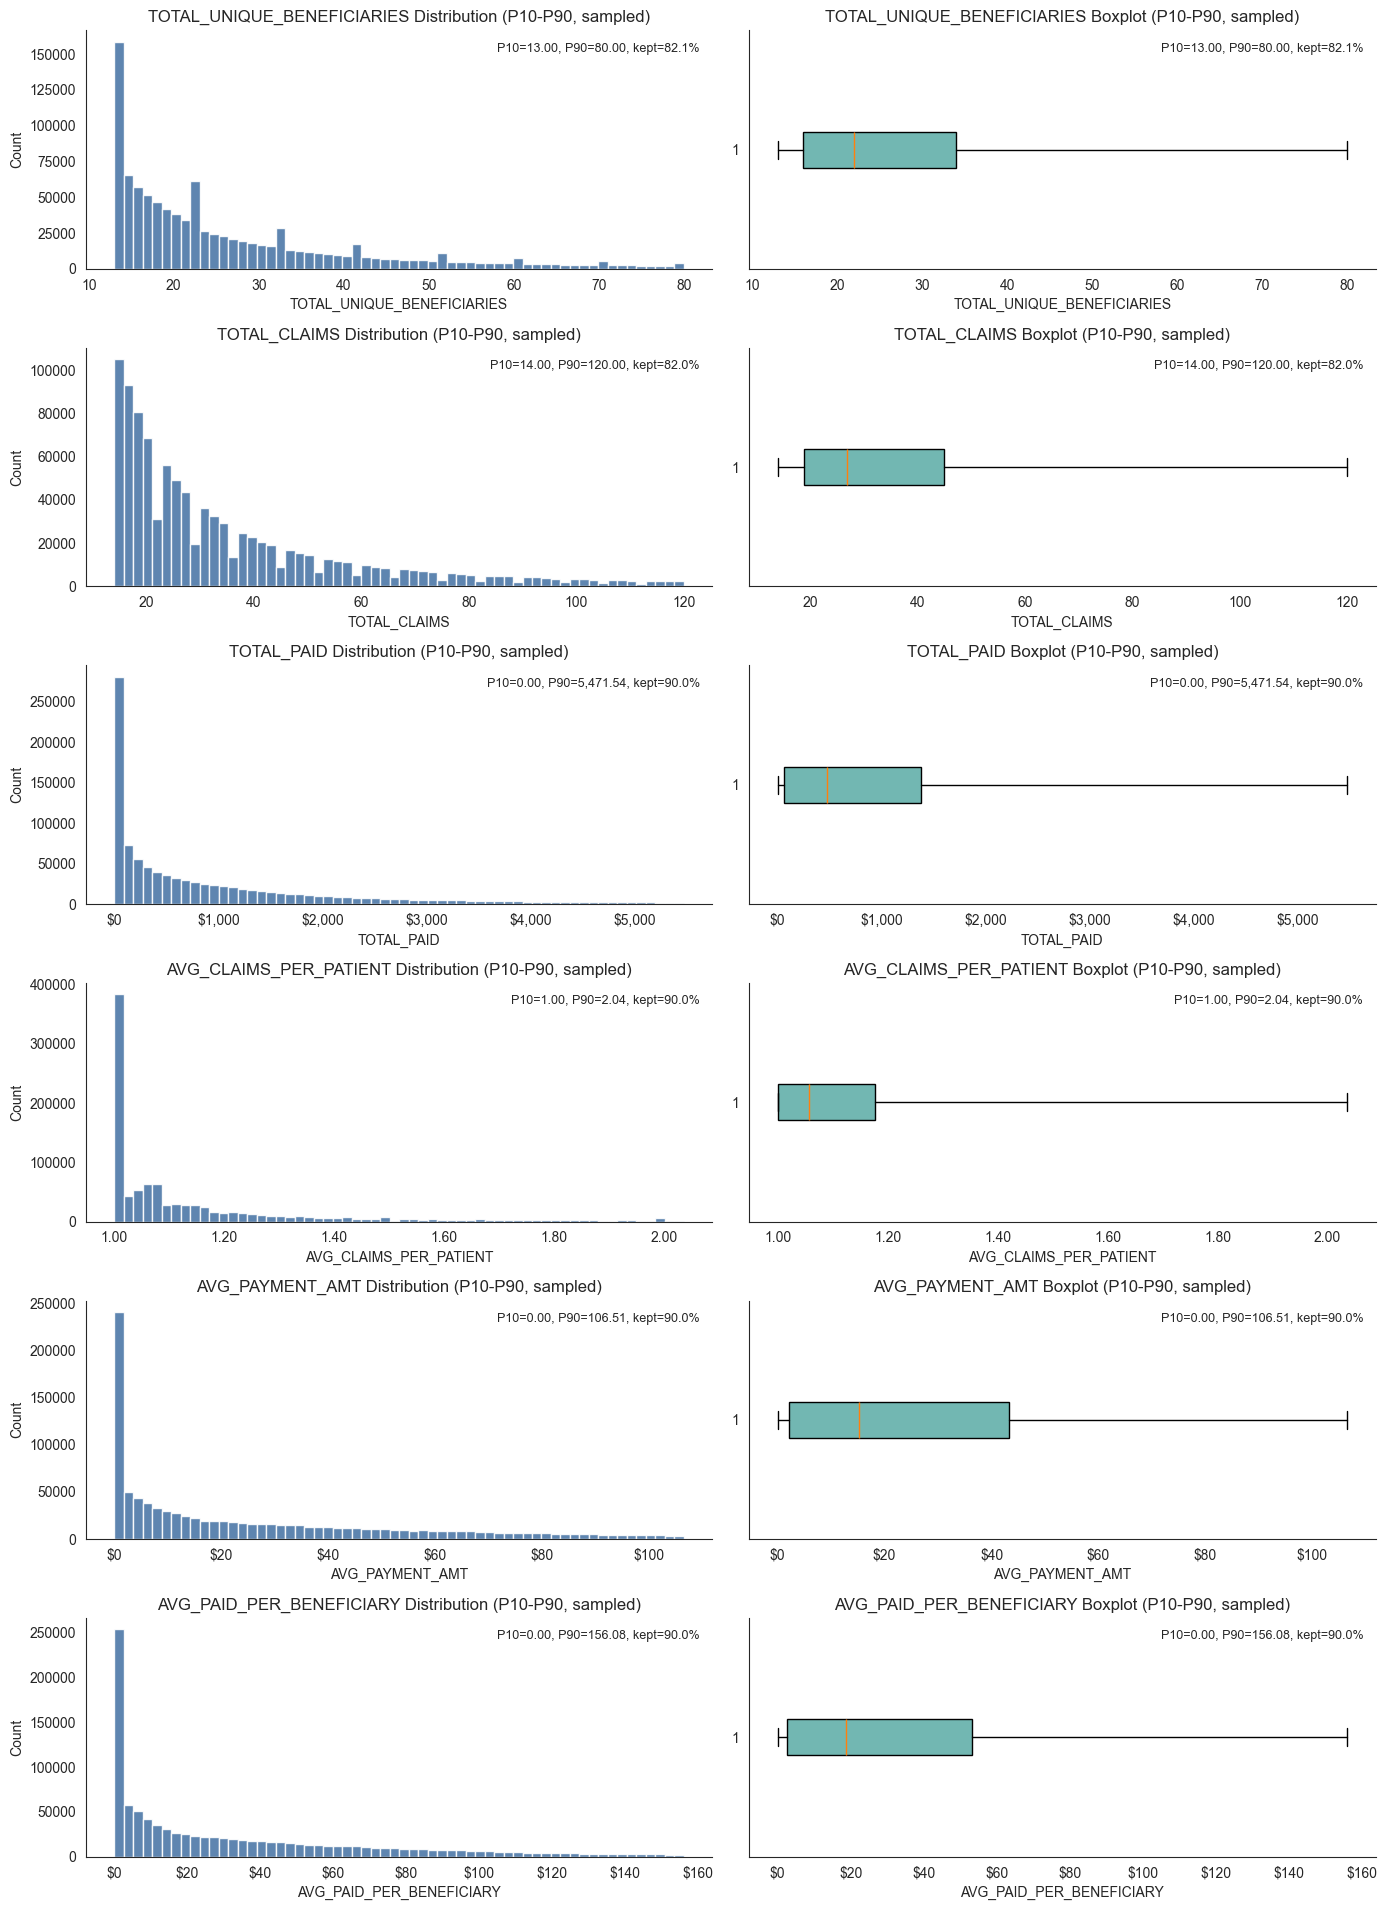 TOTAL_UNIQUE_BENEFICIARIES Distribution (P10-P90, sampled)
P10=13.00, P90=80.00, kept=82.1%
Count
150000
125000
100000
75000
50000
25000
0
10 20 30 40 50 60 70 80
TOTAL_UNIQUE_BENEFICIARIES
TOTAL_UNIQUE_BENEFICIARIES Boxplot (P10-P90, sampled)
P10=13.00, P90=80.00, kept=82.1%
1
10 20 30 40 50 60 70 80
TOTAL_UNIQUE_BENEFICIARIES
TOTAL_CLAIMS Distribution (P10-P90, sampled)
P10=14.00, P90=120.00, kept=82.0%
Count
100000
80000
60000
40000
20000
0
20 40 60 80 100 120
TOTAL_CLAIMS
TOTAL_CLAIMS Boxplot (P10-P90, sampled)
P10=14.00, P90=120.00, kept=82.0%
1
20 40 60 80 100 120
TOTAL_CLAIMS
TOTAL_PAID Distribution (P10-P90, sampled)
P10=0.00, P90=5,471.54, kept=90.0%
Count
250000
200000
150000
100000
50000
0
$0 $1,000 $2,000 $3,000 $4,000 $5,000
TOTAL_PAID
TOTAL_PAID Boxplot (P10-P90, sampled)
P10=0.00, P90=5,471.54, kept=90.0%
1
$0 $1,000 $2,000 $3,000 $4,000 $5,000
TOTAL_PAID
AVG_CLAIMS_PER_PATIENT Distribution (P10-P90, sampled)
P10=1.00, P90=2.04, kept=90.0%
Count
400000
300000
200000
100000
0
1.00 1.20 1.40 1.60 1.80 2.00
AVG_CLAIMS_PER_PATIENT
AVG_CLAIMS_PER_PATIENT Boxplot (P10-P90, sampled)
P10=1.00, P90=2.04, kept=90.0%
1
1.00 1.20 1.40 1.60 1.80 2.00
AVG_CLAIMS_PER_PATIENT
AVG_PAYMENT_AMT Distribution (P10-P90, sampled)
P10=0.00, P90=106.51, kept=90.0%
Count
250000
200000
150000
100000
50000
0
$0 $20 $40 $60 $80 $100
AVG_PAYMENT_AMT
AVG_PAYMENT_AMT Boxplot (P10-P90, sampled)
P10=0.00, P90=106.51, kept=90.0%
1
$0 $20 $40 $60 $80 $100
AVG_PAYMENT_AMT
AVG_PAID_PER_BENEFICIARY Distribution (P10-P90, sampled)
P10=0.00, P90=156.08, kept=90.0%
Count
250000
200000
150000
100000
50000
0
$0 $20 $40 $60 $80 $100 $120 $140 $160
AVG_PAID_PER_BENEFICIARY
AVG_PAID_PER_BENEFICIARY Boxplot (P10-P90, sampled)
P10=0.00, P90=156.08, kept=90.0%
1
$0 $20 $40 $60 $80 $100 $120 $140 $160
AVG_PAID_PER_BENEFICIARY